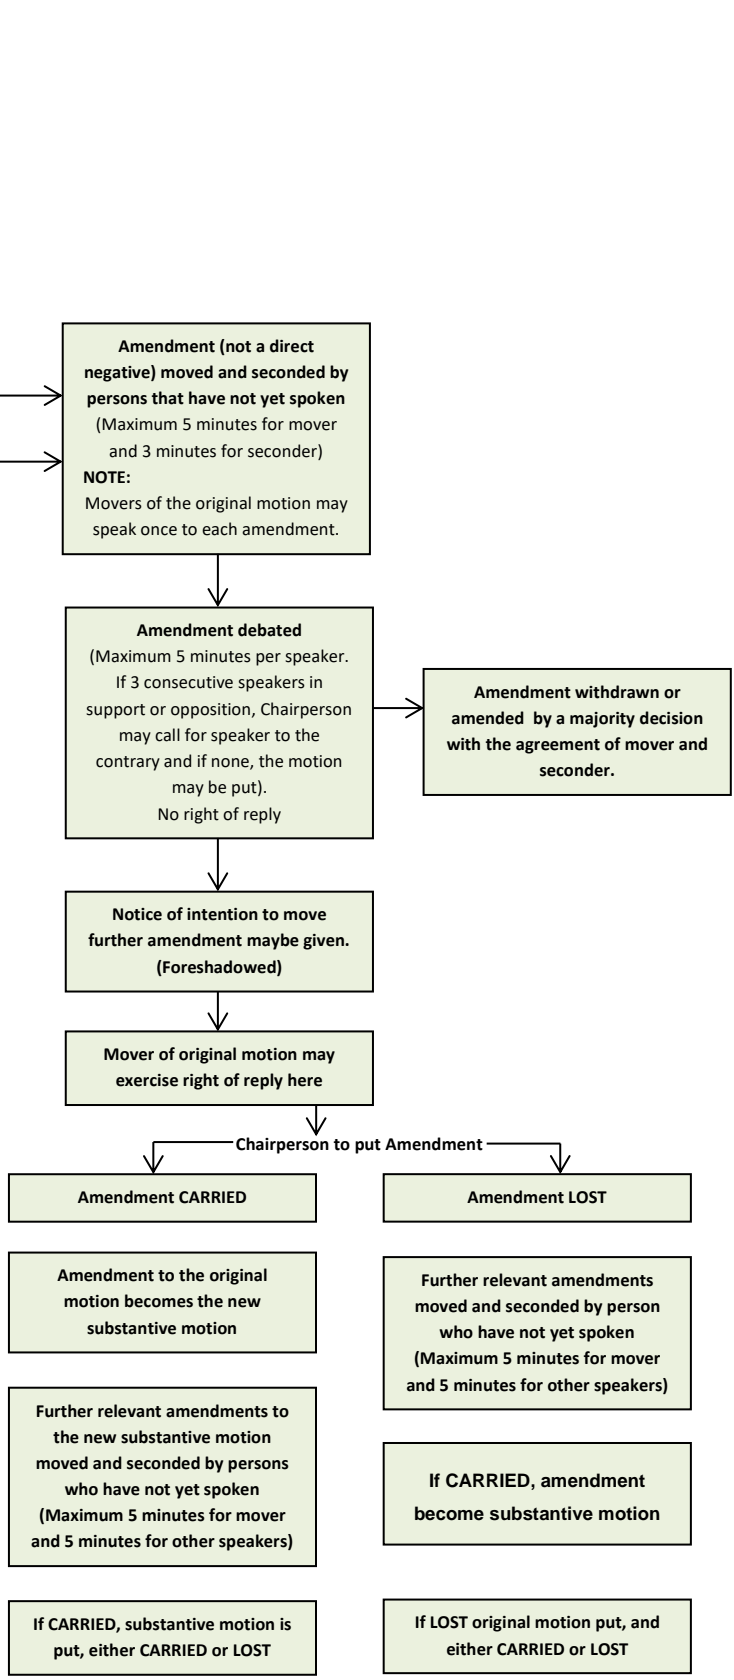 Amendment (not a direct
negative) moved and seconded by
persons that have not yet spoken
(Maximum 5 minutes for mover
and 3 minutes for seconder)
NOTE:
Movers of the original motion may
speak once to each amendment.
Amendment debated
(Maximum 5 minutes per speaker.
If 3 consecutive speakers in
support or opposition, Chairperson
may call for speaker to the
contrary and if none, the motion
may be put).
No right of reply
Amendment withdrawn or
amended  by a majority decision
with the agreement of mover and
seconder.
Notice of intention to move
further amendment maybe given.
(Foreshadowed)
Mover of original motion may
exercise right of reply here
Chairperson to put Amendment
Amendment CARRIED
Amendment to the original
motion becomes the new
substantive motion
Further relevant amendments to
the new substantive motion
moved and seconded by persons
who have not yet spoken
(Maximum 5 minutes for mover
and 5 minutes for other speakers)
If CARRIED, substantive motion is
put, either CARRIED or LOST
Amendment LOST
Further relevant amendments
moved and seconded by person
who have not yet spoken
(Maximum 5 minutes for mover
and 5 minutes for other speakers)
If CARRIED, amendment
become substantive motion
If LOST original motion put, and
either CARRIED or LOST